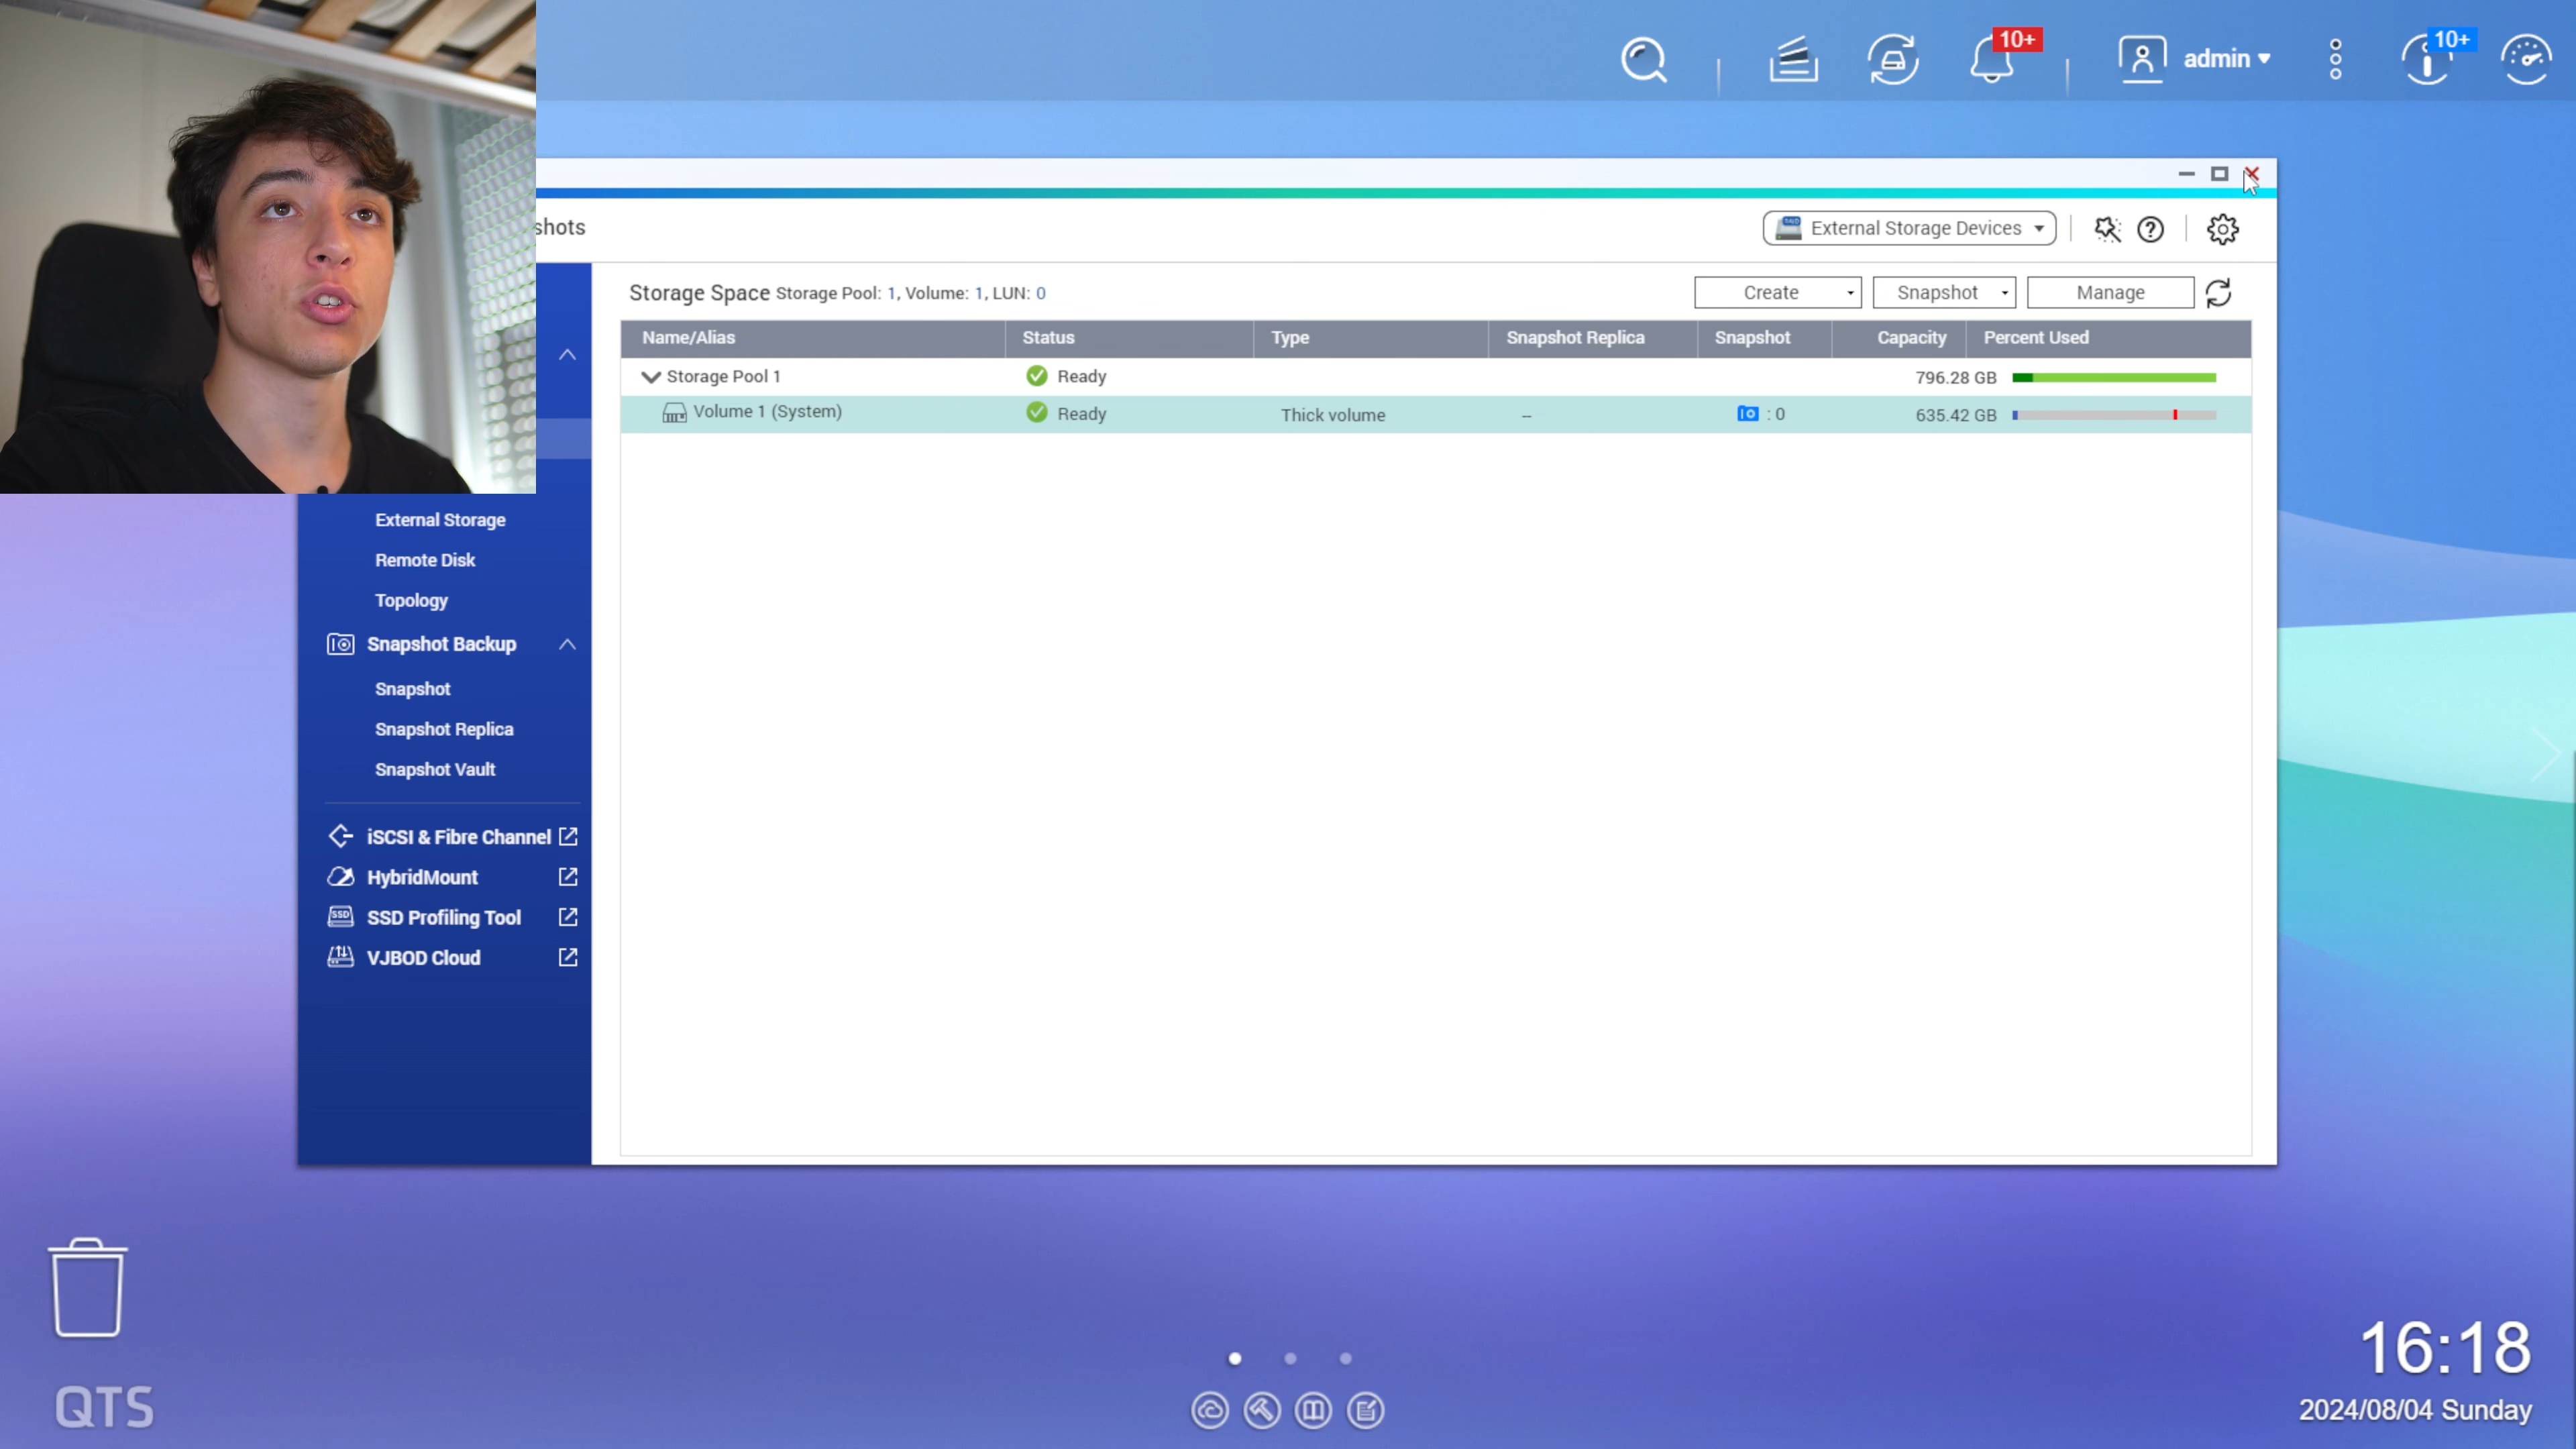 10+
admin
10+
shots
External Storage Devices
Storage Space Storage Pool: 1, Volume: 1, LUN: 0
Create
Snapshot
Manage
Name/Alias Status Type Snapshot Replica Snapshot Capacity Percent Used
Storage Pool 1 Ready 796.28 GB
Volume 1 (System) Ready Thick volume -- : 0 635.42 GB
External Storage
Remote Disk
Topology
Snapshot Backup
Snapshot
Snapshot Replica
Snapshot Vault
iSCSI & Fibre Channel
HybridMount
SSD
SSD Profiling Tool
VJBOD Cloud
16:18
2024/08/04 Sunday
QTS